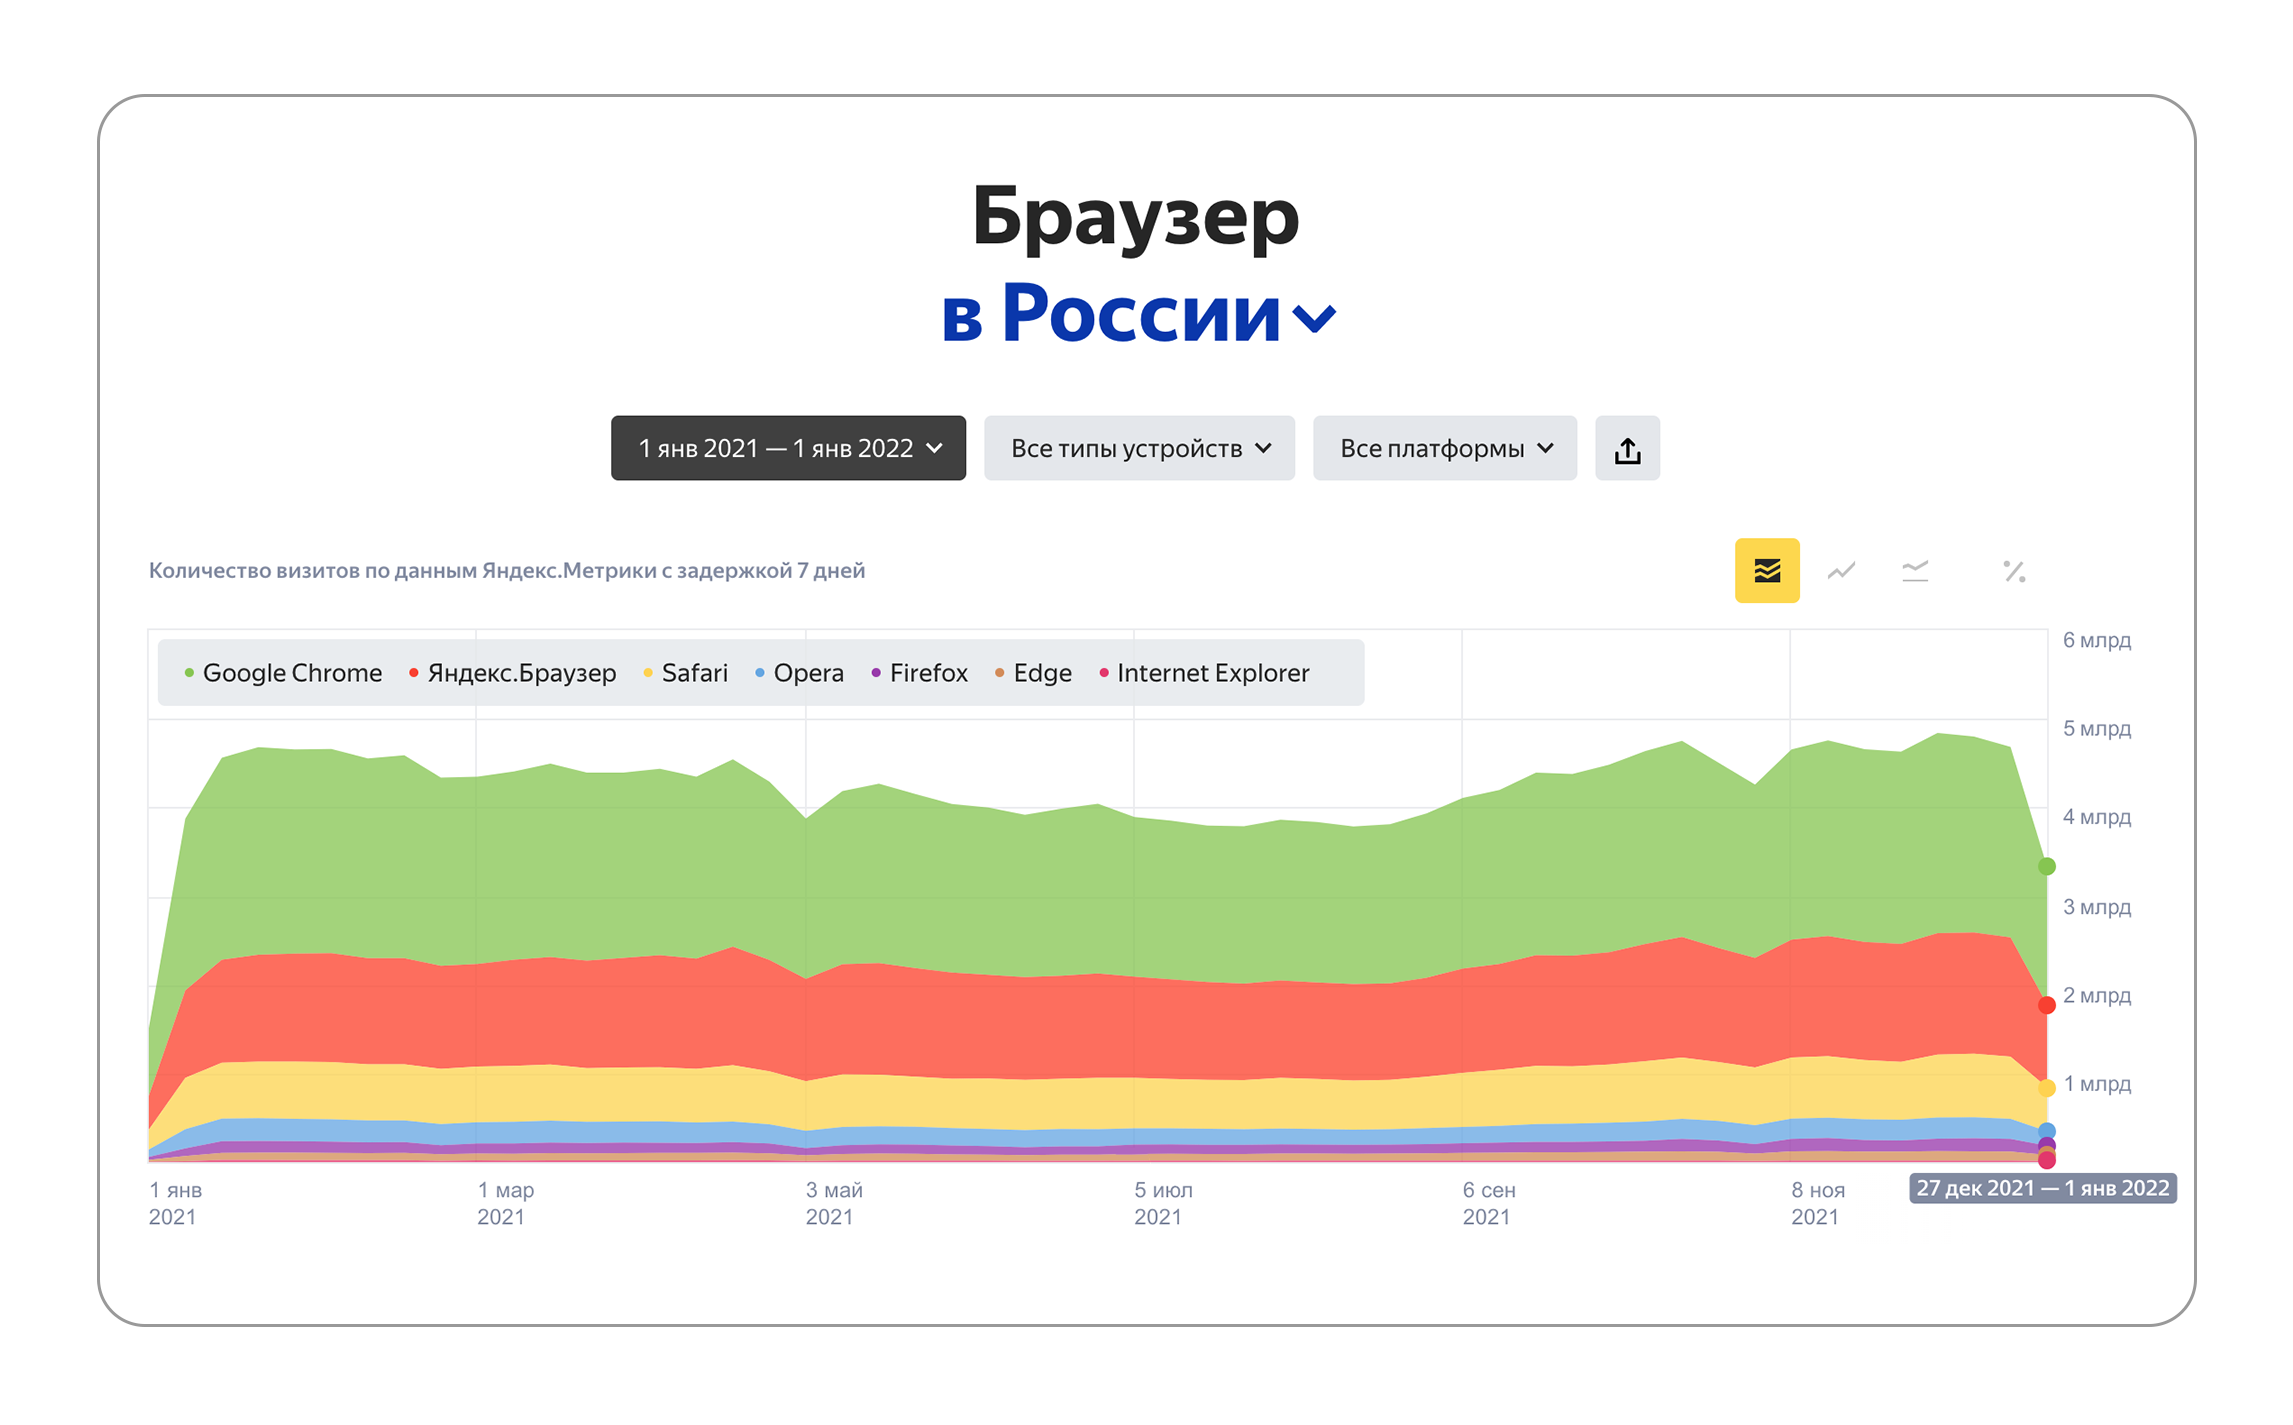 Браузер
в России
1 янв 2021 — 1 янв 2022
Все типы устройств
Все платформы
Количество визитов по данным Яндекс.Метрики с задержкой 7 дней
Google Chrome
Яндекс.Браузер
Safari
Opera
Firefox
Edge
Internet Explorer
6 млрд
5 млрд
4 млрд
3 млрд
2 млрд
1 млрд
1 янв
2021
1 мар
2021
3 май
2021
5 июл
2021
6 сен
2021
8 ноя
2021
27 дек 2021 — 1 янв 2022